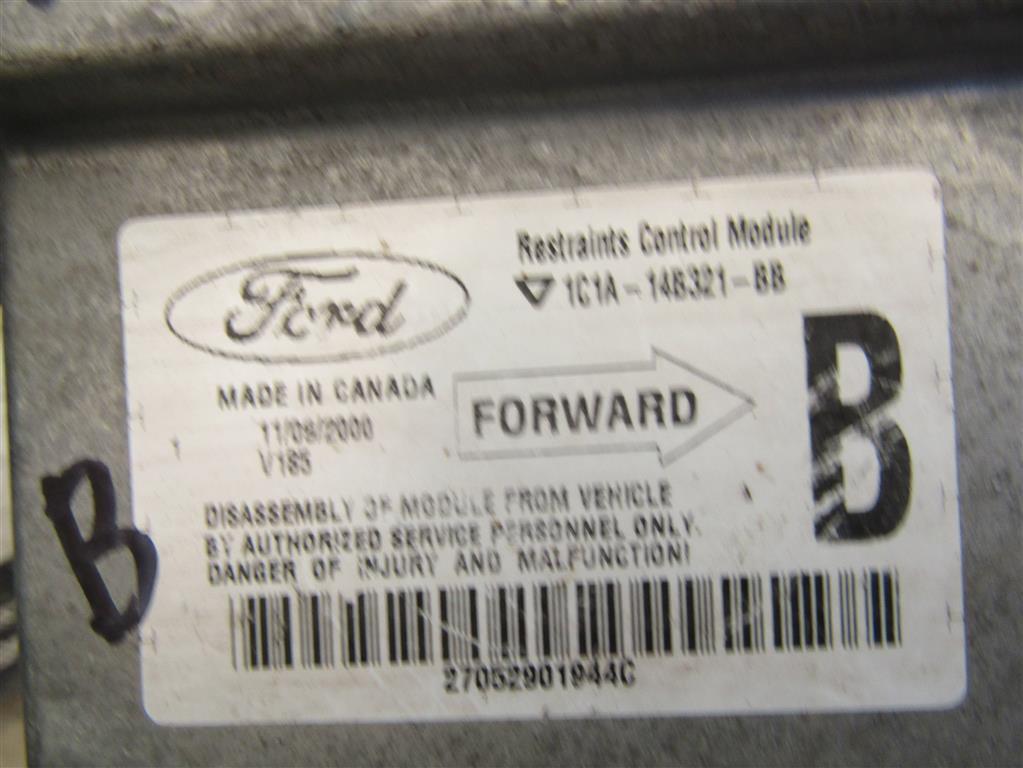 Ford
Restraints Control Module
1C1A-14B321-BB
MADE IN CANADA
FORWARD
B
11/09/2000
1
V185
B
DISASSEMBLY OF MODULE FROM VEHICLE
BY AUTHORIZED SERVICE PERSONNEL ONLY.
DANGER OF INJURY AND MALFUNCTION!
27052901944C